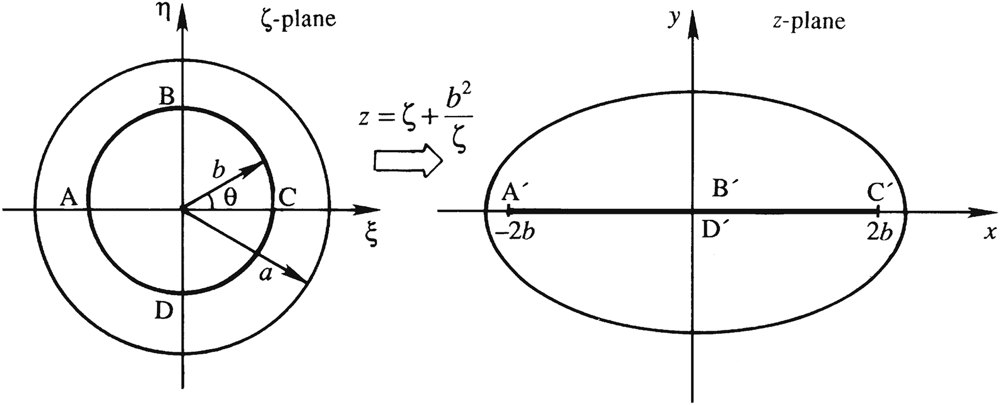 η
ζ-plane
B
b
A
θ
C
ξ
a
D
z = ζ + b²/ζ
y
z-plane
A´
B´
C´
–2b
D´
2b
x